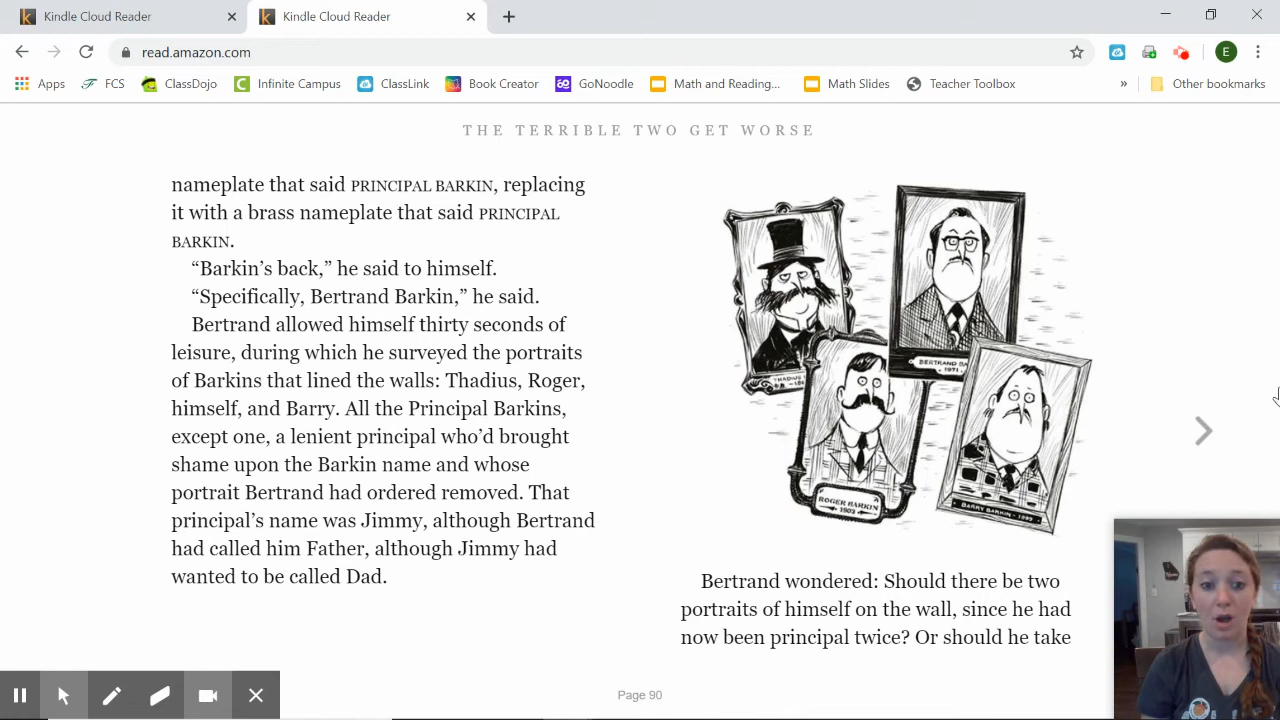 Kindle Cloud Reader
Kindle Cloud Reader
read.amazon.com
E
Apps
FCS
ClassDojo
Infinite Campus
ClassLink
Book Creator
GoNoodle
Math and Reading...
Math Slides
Teacher Toolbox
»
Other bookmarks
THE TERRIBLE TWO GET WORSE
nameplate that said PRINCIPAL BARKIN, replacing
it with a brass nameplate that said PRINCIPAL
BARKIN.
“Barkin’s back,” he said to himself.
“Specifically, Bertrand Barkin,” he said.
Bertrand allowed himself thirty seconds of
leisure, during which he surveyed the portraits
of Barkins that lined the walls: Thadius, Roger,
himself, and Barry. All the Principal Barkins,
except one, a lenient principal who’d brought
shame upon the Barkin name and whose
portrait Bertrand had ordered removed. That
principal’s name was Jimmy, although Bertrand
had called him Father, although Jimmy had
wanted to be called Dad.
THADIUS
BERTRAND BA
1971
ROGER BARKIN
1903
BARRY BARKIN - 1995
Bertrand wondered: Should there be two
portraits of himself on the wall, since he had
now been principal twice? Or should he take
Page 90